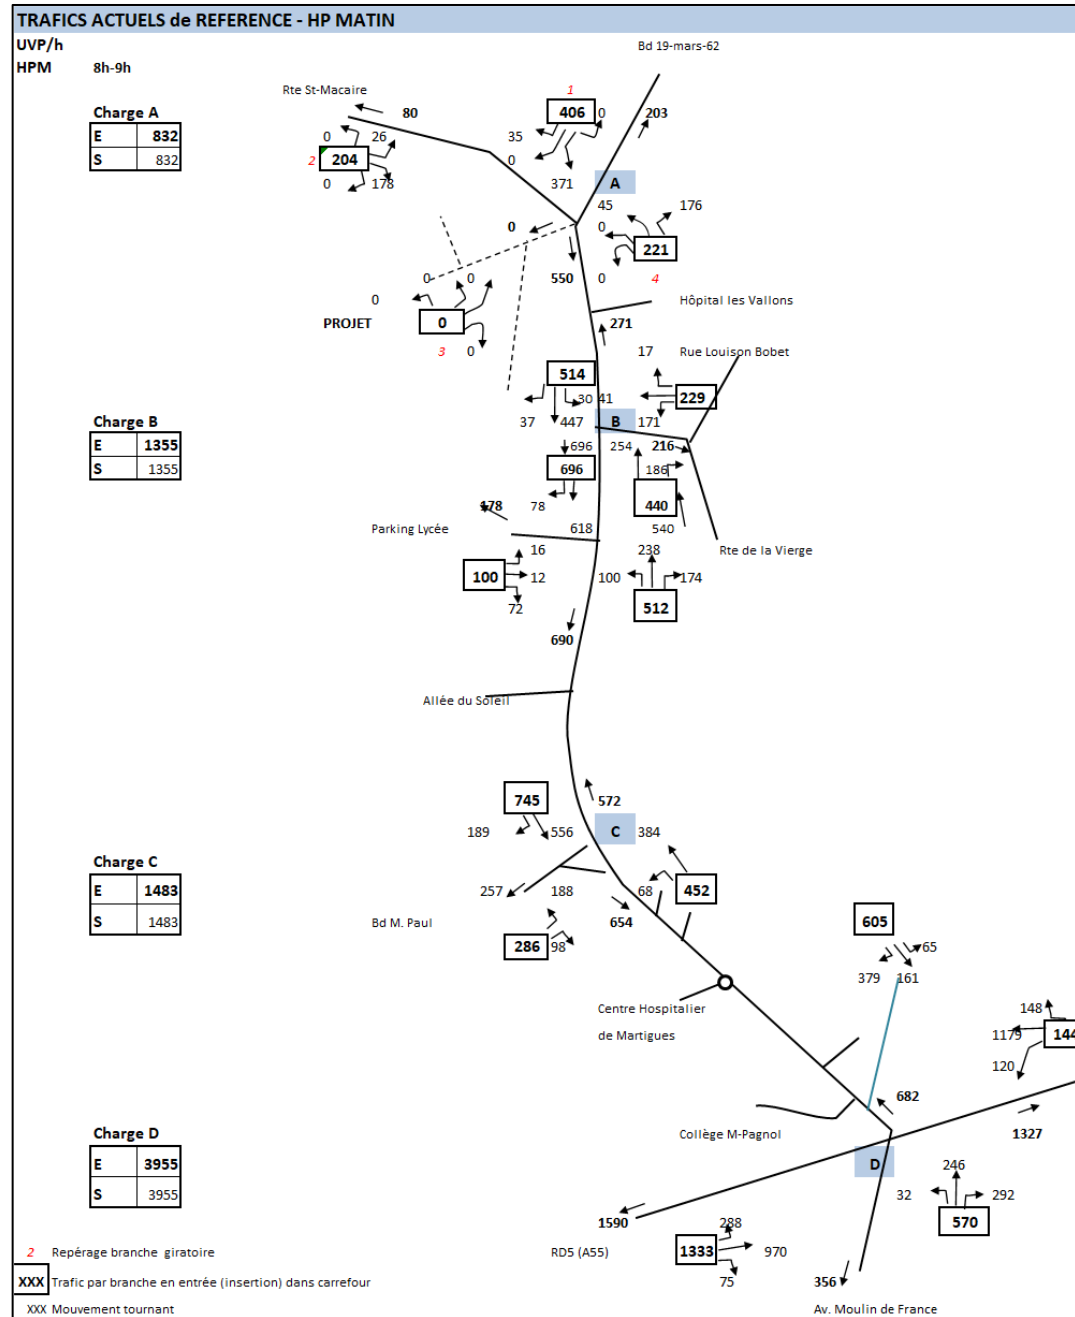 TRAFICS ACTUELS de REFERENCE - HP MATIN
UVP/h
Bd 19-mars-62
HPM 8h-9h
Rte St-Macaire
1
80
406 0 203
Charge A
E 832
S 832
0 26
35
2 204
0
0 178
371 A
45 176
0 0
221
550 0 4
0 0
0
Hôpital les Vallons
PROJET 0
271
3 0
17 Rue Louison Bobet
514
30 41 229
Charge B
37 447 B 171
E 1355
S 1355
696 254 216
696 186
440
178 78
Parking Lycée 618 540
Rte de la Vierge
16 238
100 12 100 174
72 512
690
Allée du Soleil
745 572
189 556 C 384
Charge C
E 1483
S 1483
257 188 68 452
Bd M. Paul 654 605
286 98 65
379 161
Centre Hospitalier
de Martigues
148
1179 144
120
682
Charge D
Collège M-Pagnol 1327
E 3955
S 3955
D 246
32 292
1590 288 570
RD5 (A55) 1333 970
75 356
2 Repérage branche giratoire
XXX Trafic par branche en entrée (insertion) dans carrefour
XXX Mouvement tournant
Av. Moulin de France